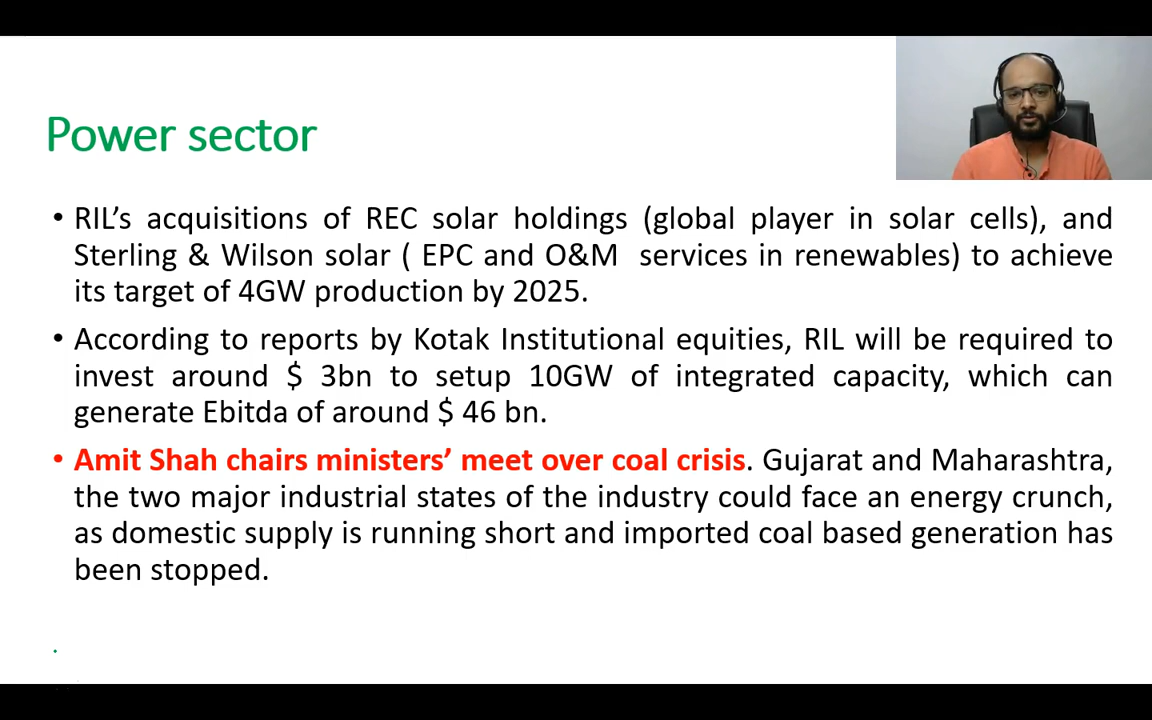 Power sector
• RIL’s acquisitions of REC solar holdings (global player in solar cells), and
Sterling & Wilson solar ( EPC and O&M services in renewables) to achieve
its target of 4GW production by 2025.
• According to reports by Kotak Institutional equities, RIL will be required to
invest around $ 3bn to setup 10GW of integrated capacity, which can
generate Ebitda of around $ 46 bn.
• Amit Shah chairs ministers’ meet over coal crisis. Gujarat and Maharashtra,
the two major industrial states of the industry could face an energy crunch,
as domestic supply is running short and imported coal based generation has
been stopped.